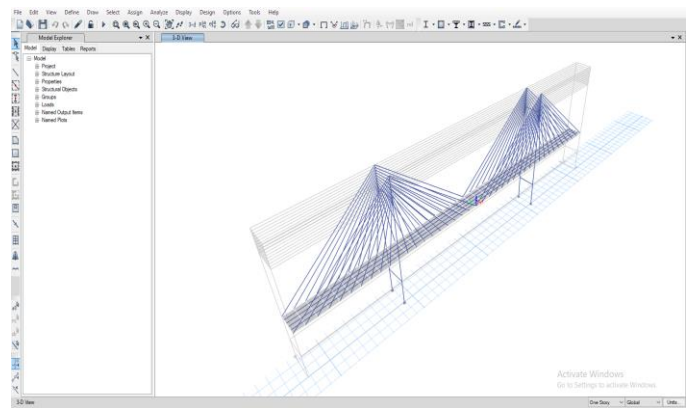 File Edit View Define Draw Select Assign Analyze Display Design Options Tools Help
Model Explorer
3-D View
Model Display Tables Reports
Model
Project
Structure Layout
Properties
Structural Objects
Groups
Loads
Named Output Items
Named Plots
Activate Windows
Go to Settings to activate Windows.
3-D View
One Story
Global
Units...